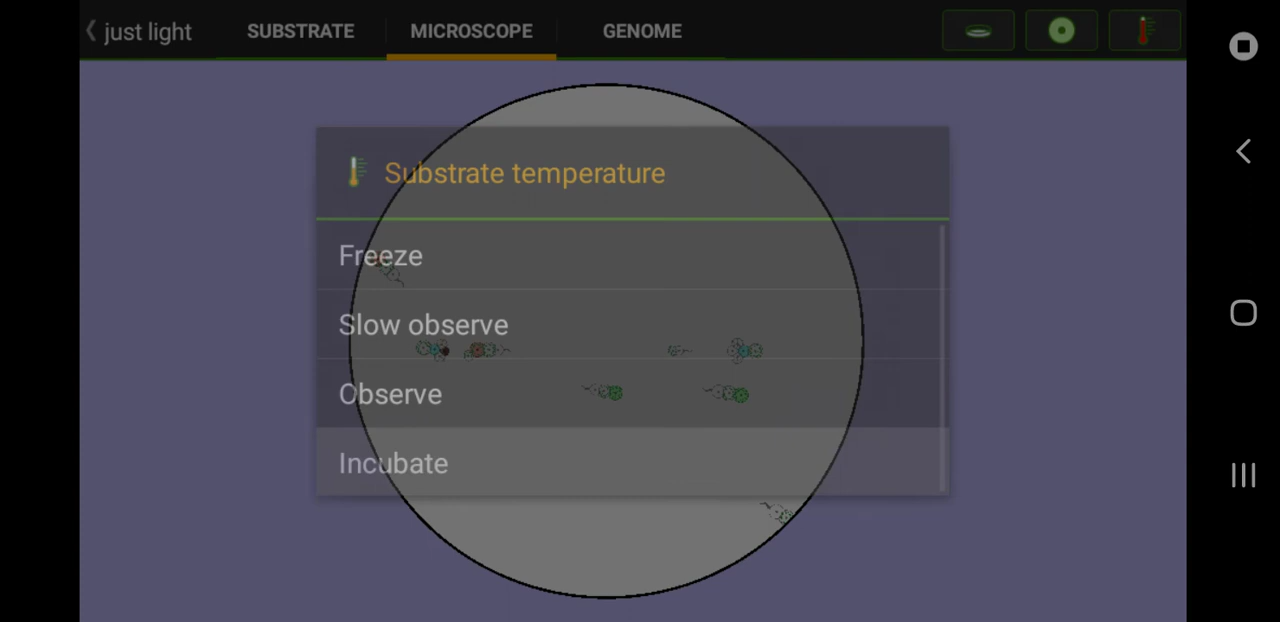 just light
SUBSTRATE
MICROSCOPE
GENOME
Substrate temperature
Freeze
Slow observe
Observe
Incubate